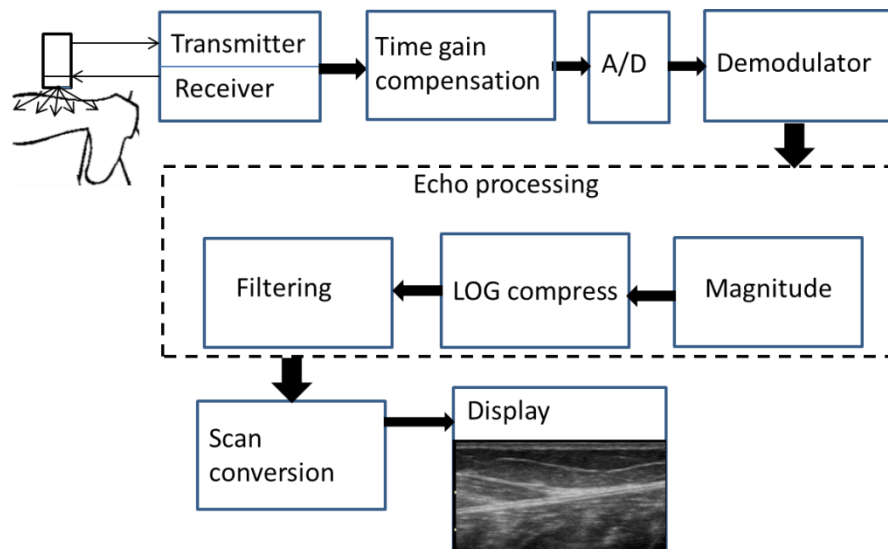 Transmitter
Receiver
Time gain
compensation
A/D
Demodulator
Echo processing
Filtering
LOG compress
Magnitude
Scan
conversion
Display